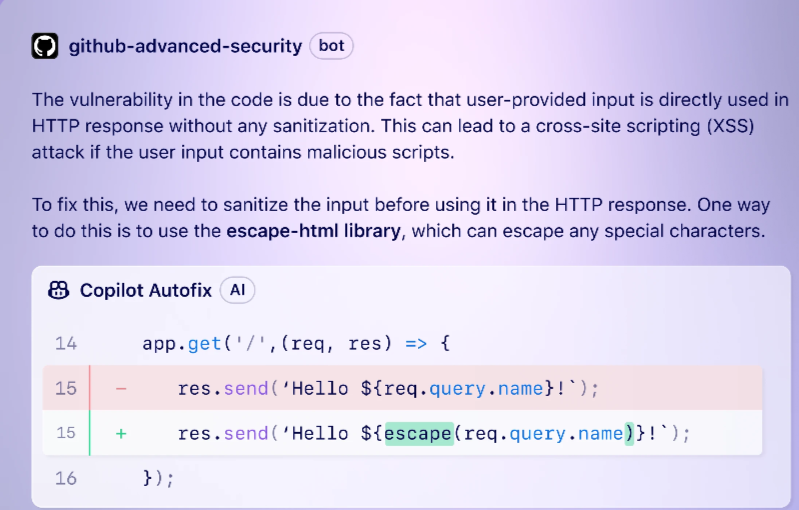 github-advanced-security bot
The vulnerability in the code is due to the fact that user-provided input is directly used in
HTTP response without any sanitization. This can lead to a cross-site scripting (XSS)
attack if the user input contains malicious scripts.
To fix this, we need to sanitize the input before using it in the HTTP response. One way
to do this is to use the escape-html library, which can escape any special characters.
Copilot Autofix AI
14 app.get('/',(req, res) => {
15 − res.send(‘Hello ${req.query.name}!`);
15 + res.send(‘Hello ${escape(req.query.name)}!`);
16 });